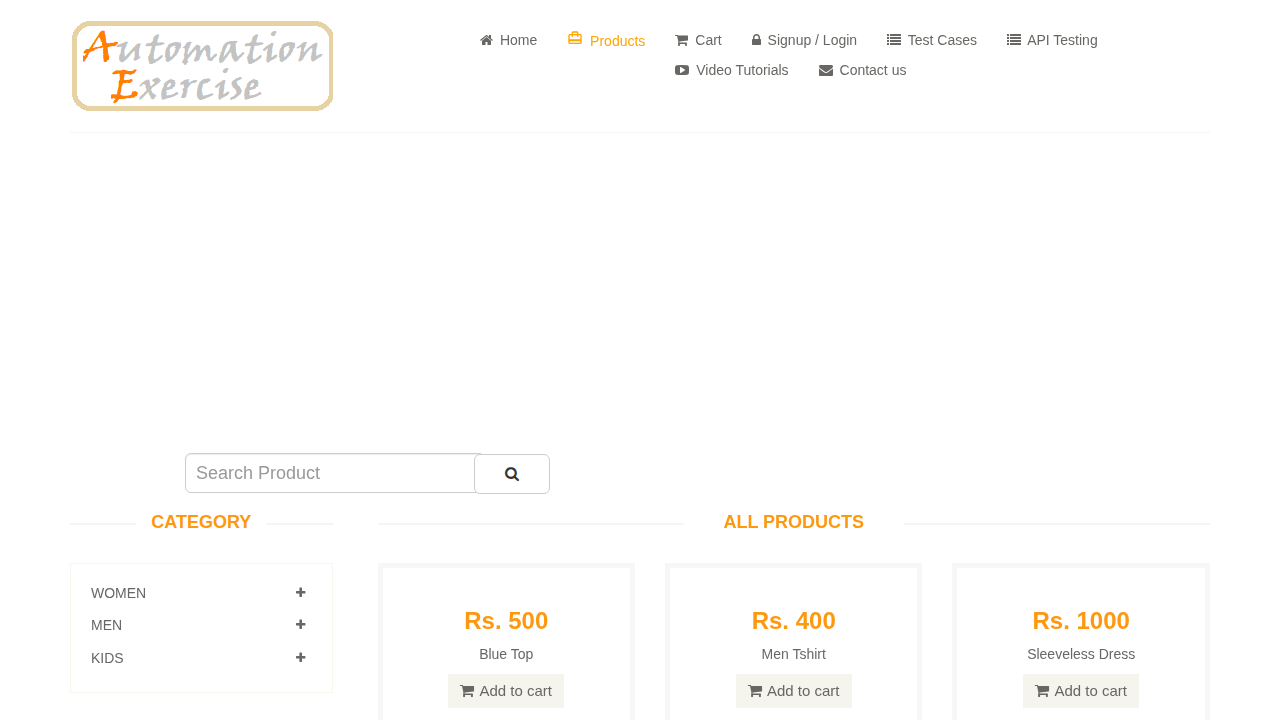 Automation
Exercise
Home
Products
Cart
Signup / Login
Test Cases
API Testing
Video Tutorials
Contact us
Search Product
CATEGORY
ALL PRODUCTS
WOMEN
MEN
KIDS
Rs. 500
Blue Top
Add to cart
Rs. 400
Men Tshirt
Add to cart
Rs. 1000
Sleeveless Dress
Add to cart